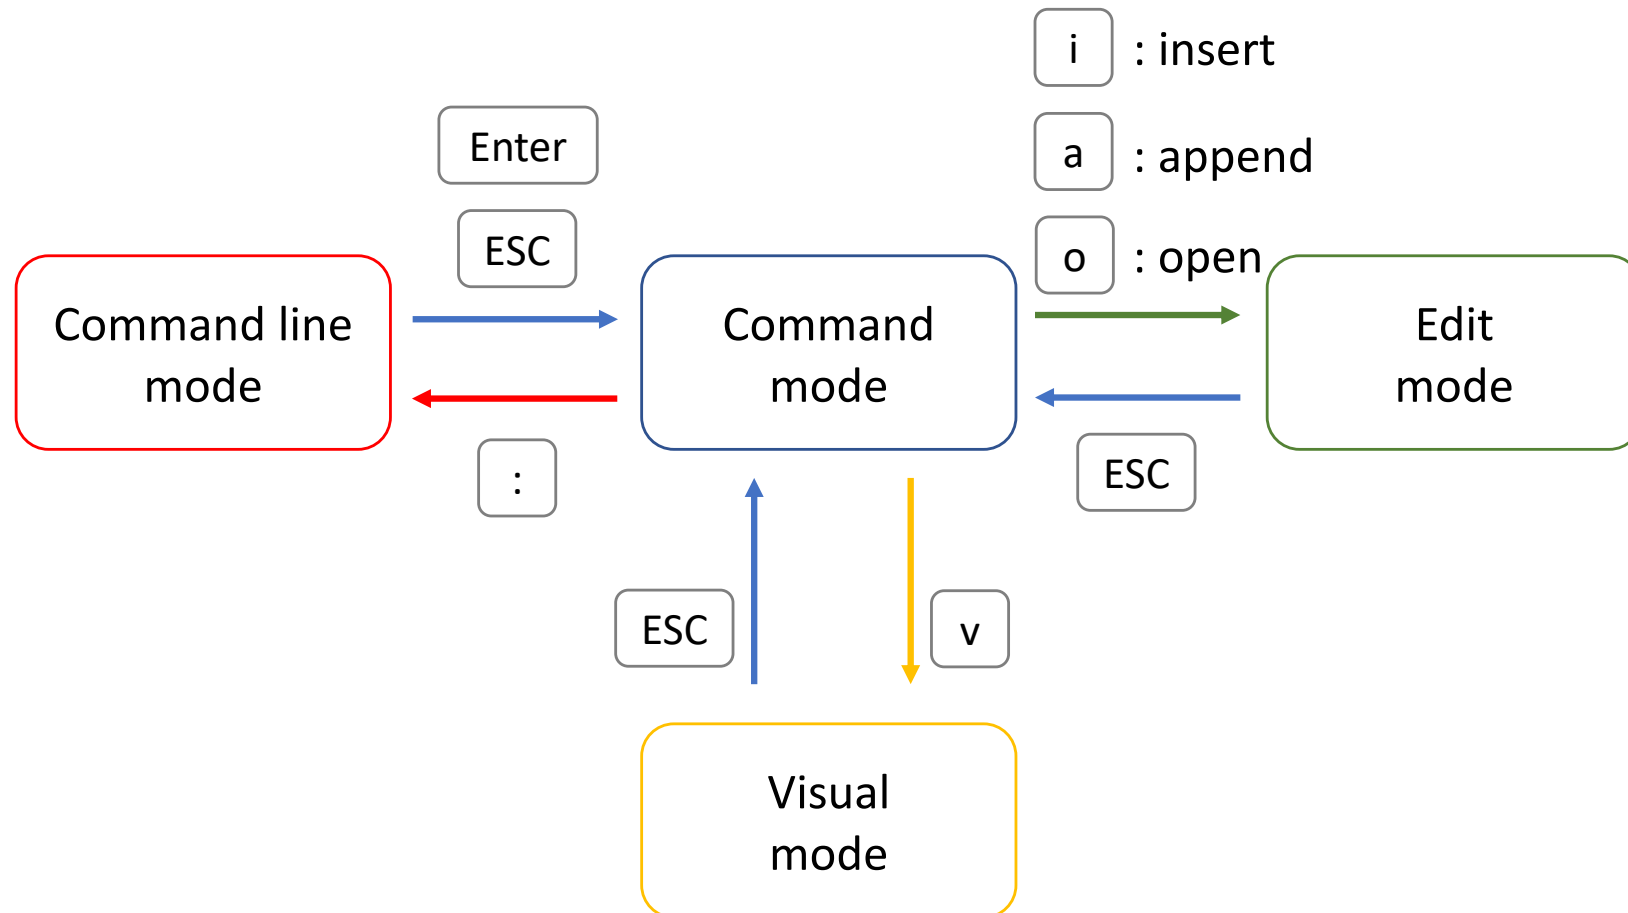 i : insert
Enter
a : append
ESC
o : open
Command line
mode
Command
mode
Edit
mode
:
ESC
ESC
v
Visual
mode